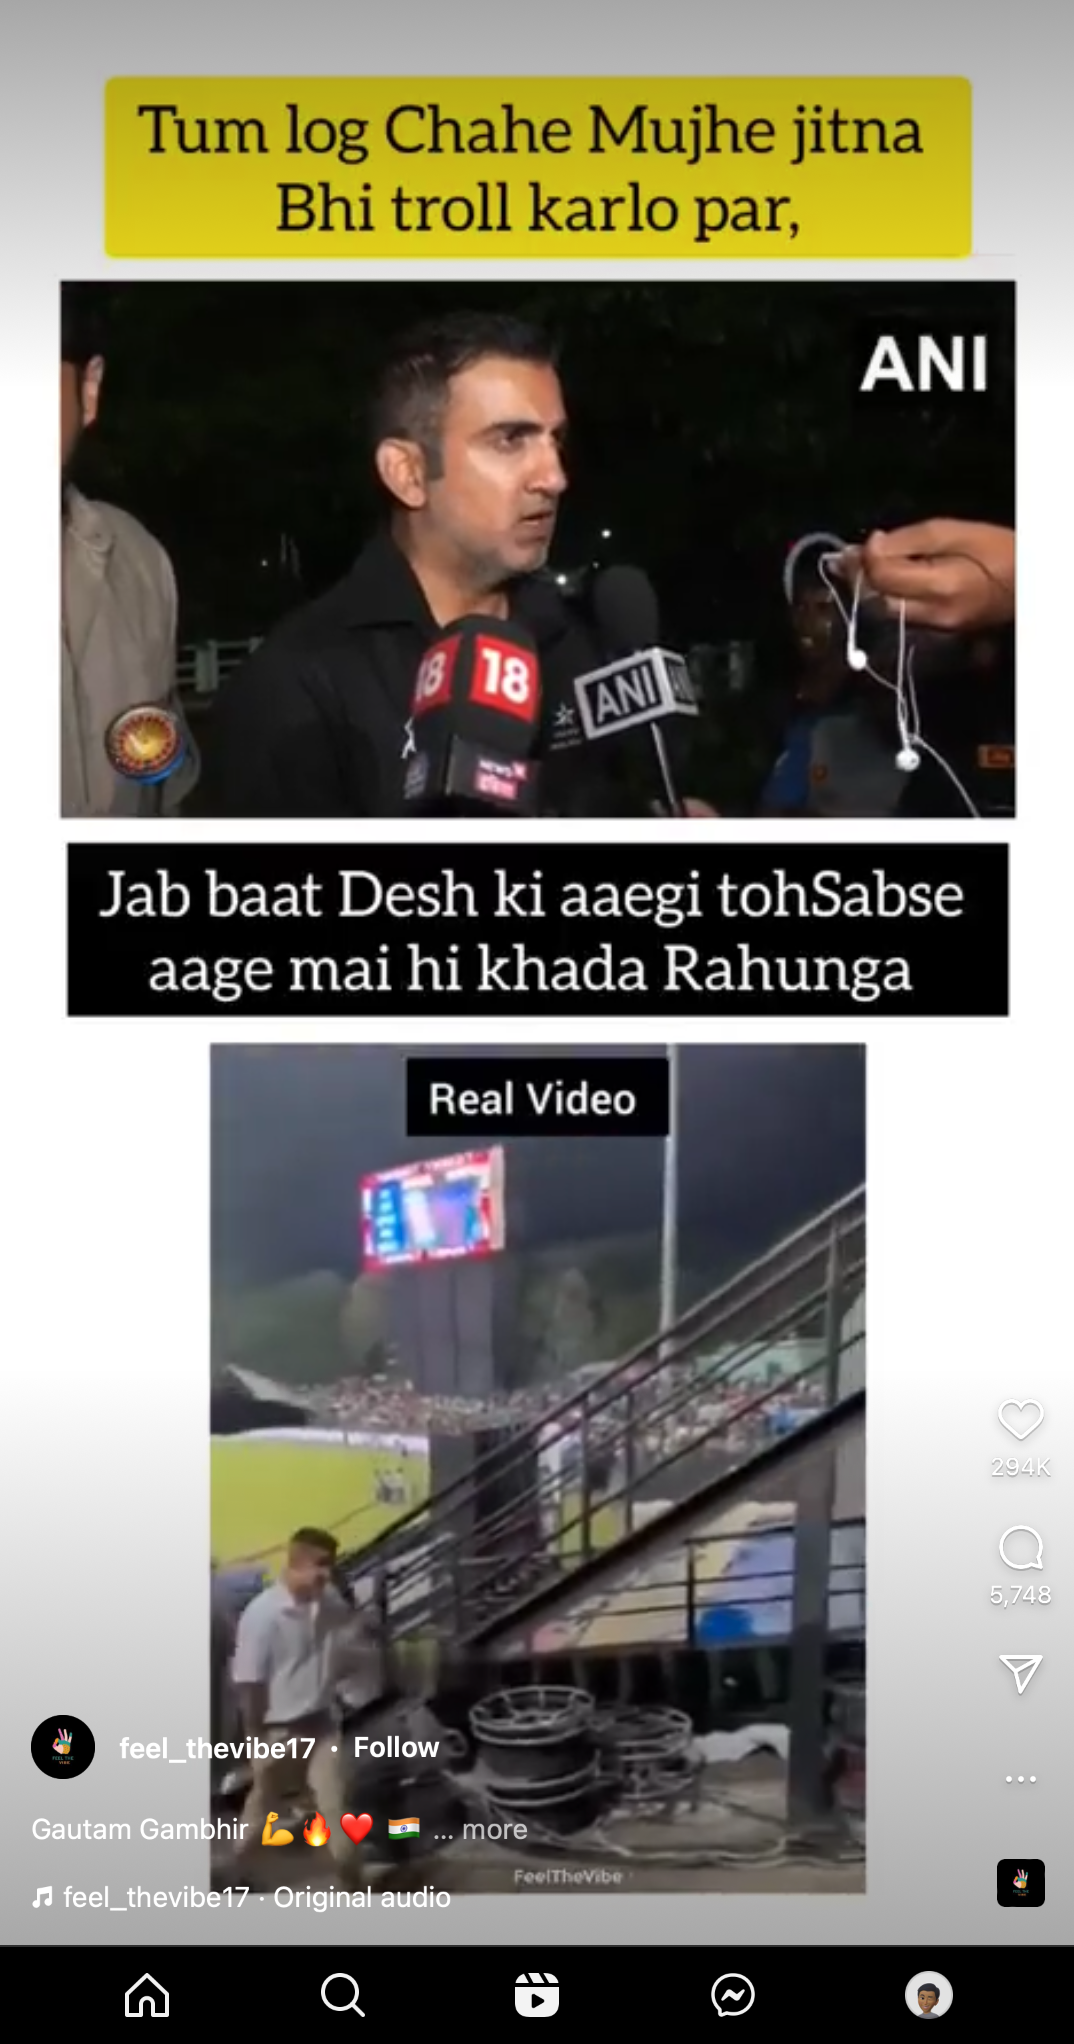 Tum log Chahe Mujhe jitna
Bhi troll karlo par,
ANI
18
18
ANI
Jab baat Desh ki aaegi tohSabse
aage mai hi khada Rahunga
Real Video
294K
5,748
feel_thevibe17 · Follow
Gautam Gambhir 💪🔥❤️ 🇮🇳 ... more
FeelTheVibe
feel_thevibe17 · Original audio